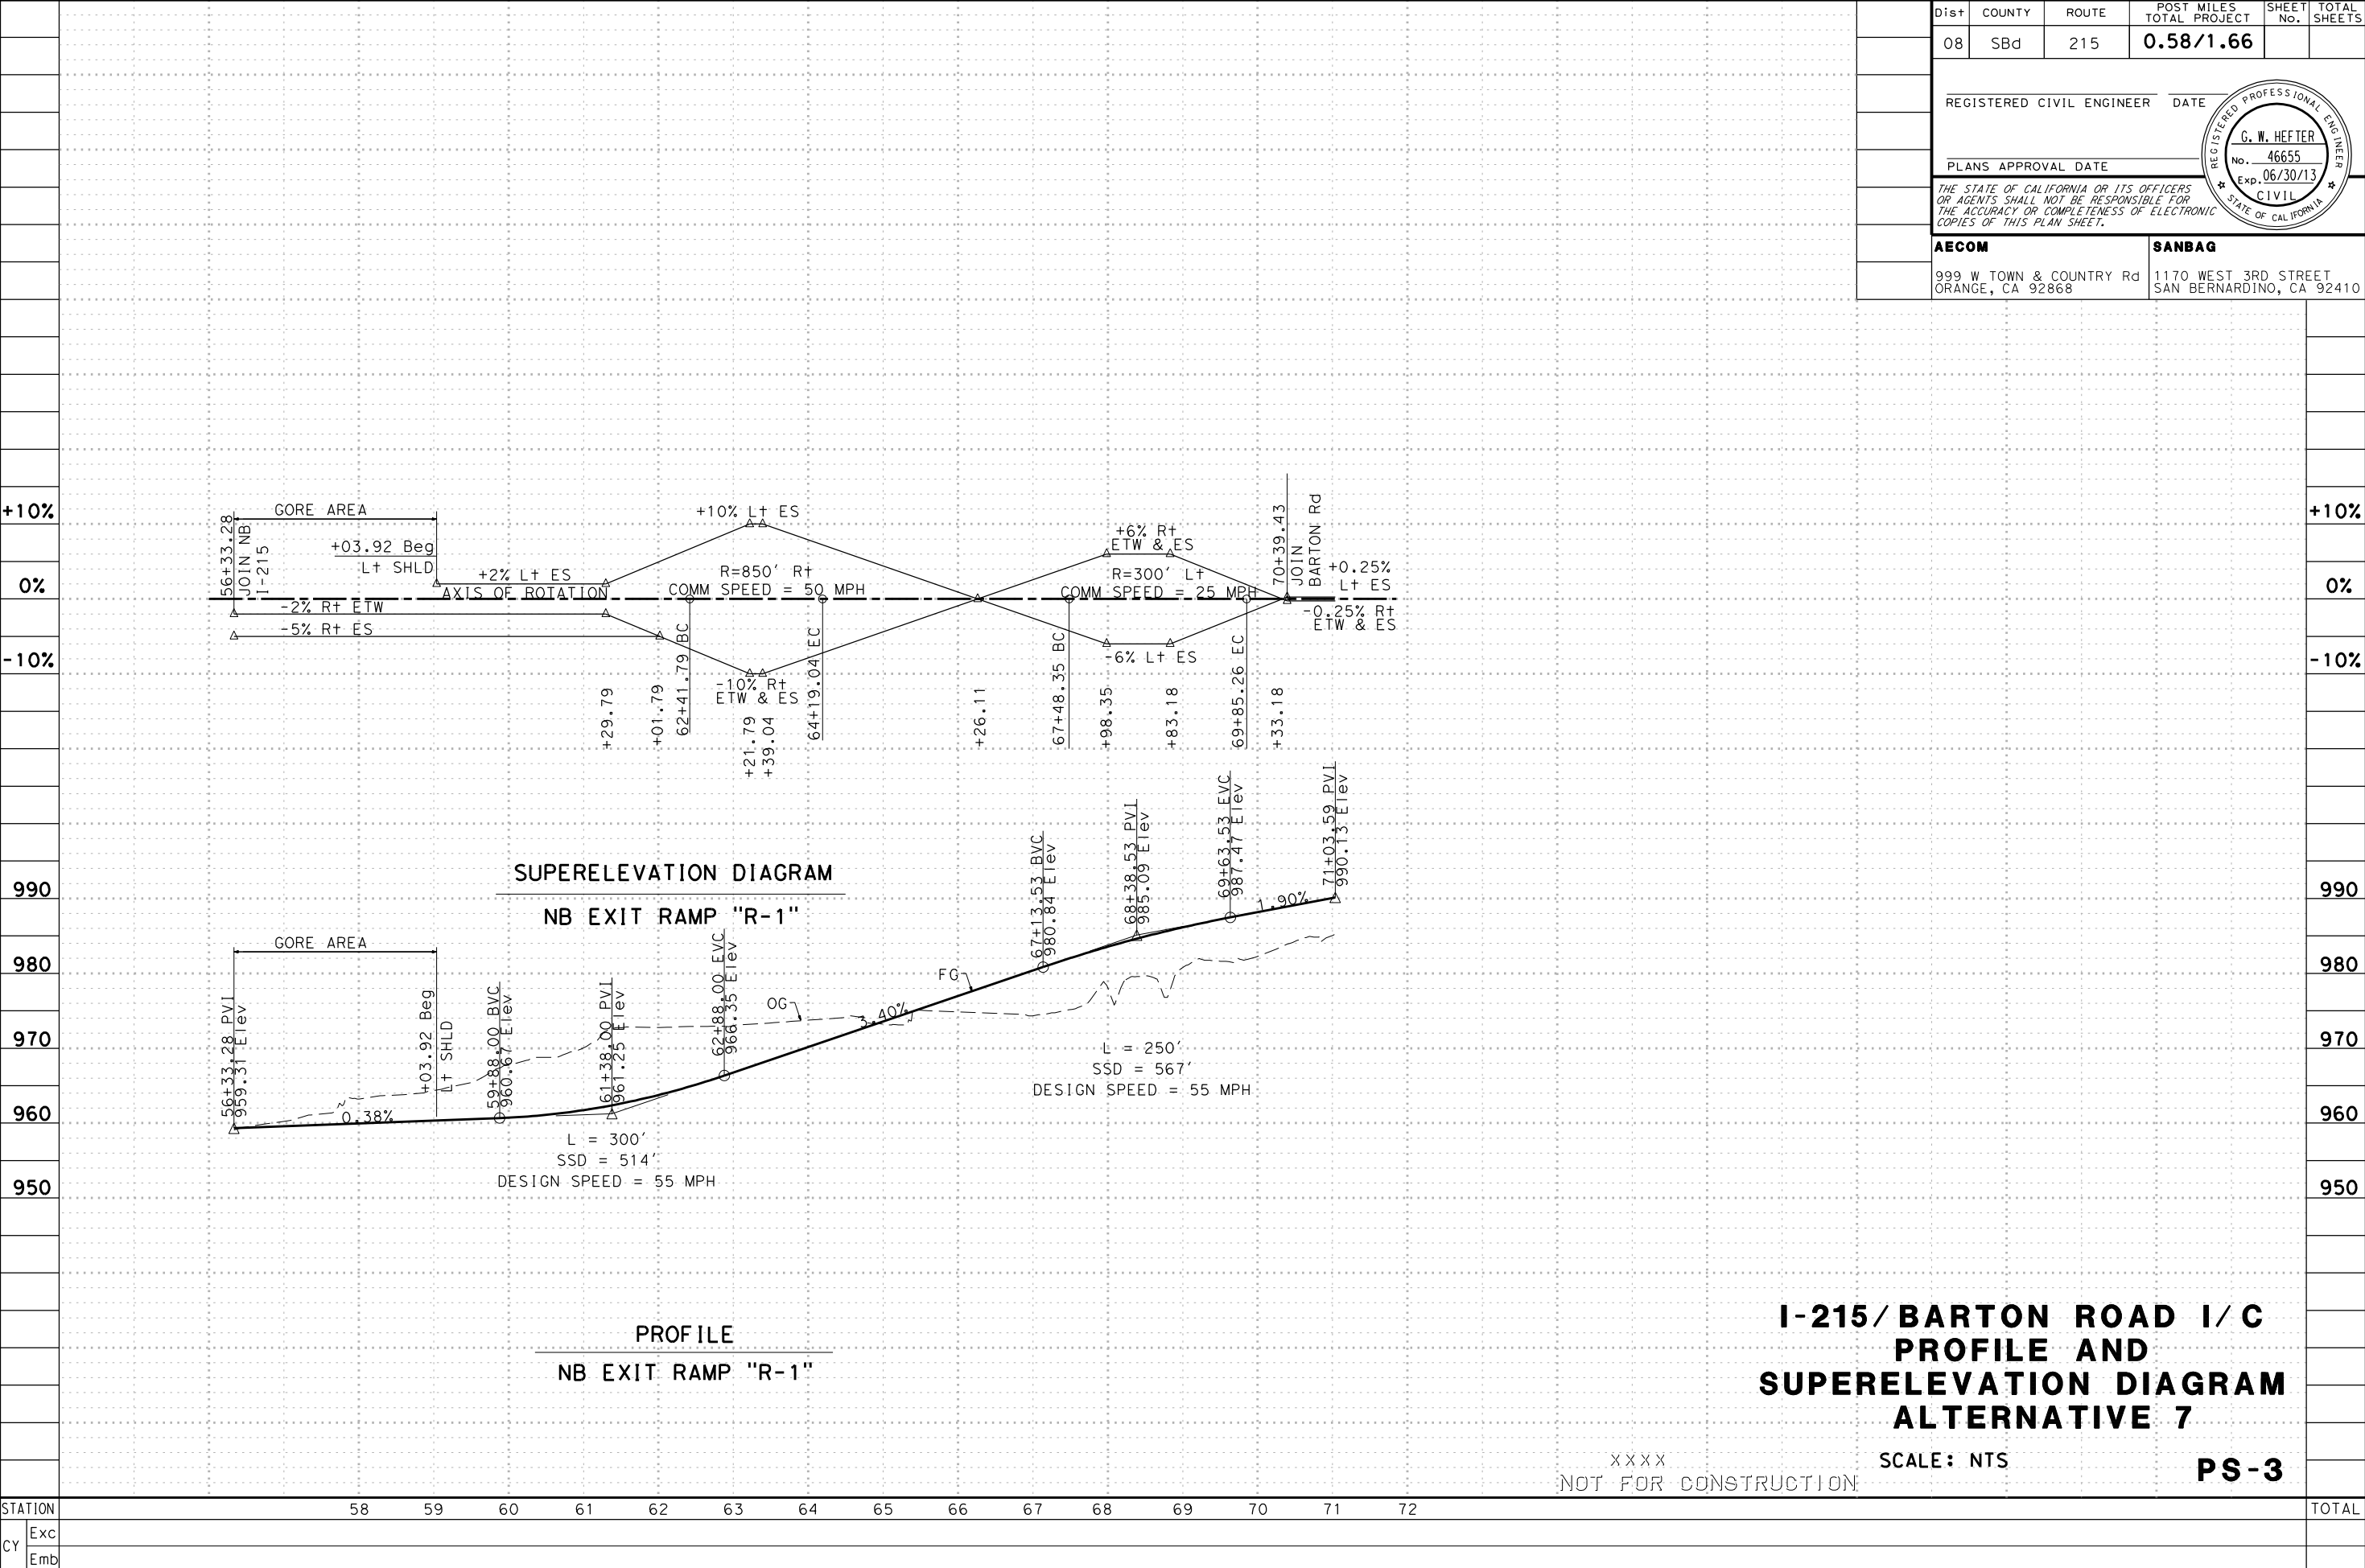 Dist COUNTY ROUTE POST MILES TOTAL PROJECT SHEET No. TOTAL SHEETS
08 SBd 215 0.58/1.66
REGISTERED CIVIL ENGINEER DATE
PLANS APPROVAL DATE
REGISTERED PROFESSIONAL ENGINEER
G. W. HEFTER
No. 46655
Exp. 06/30/13
CIVIL
STATE OF CALIFORNIA
THE STATE OF CALIFORNIA OR ITS OFFICERS
OR AGENTS SHALL NOT BE RESPONSIBLE FOR
THE ACCURACY OR COMPLETENESS OF ELECTRONIC
COPIES OF THIS PLAN SHEET.
AECOM
999 W TOWN & COUNTRY Rd
ORANGE, CA 92868
SANBAG
1170 WEST 3RD STREET
SAN BERNARDINO, CA 92410
+10%
0%
-10%
+10%
0%
-10%
56+33.28
JOIN NB
I-215
GORE AREA
+03.92 Beg
Lt SHLD
+2% Lt ES
AXIS OF ROTATION
-2% Rt ETW
-5% Rt ES
+10% Lt ES
R=850' Rt
COMM SPEED = 50 MPH
-10% Rt
ETW & ES
+6% Rt
ETW & ES
R=300' Lt
COMM SPEED = 25 MPH
-6% Lt ES
70+39.43
JOIN
BARTON Rd
+0.25%
Lt ES
-0.25% Rt
ETW & ES
+29.79
+01.79
62+41.79 BC
+21.79
+39.04
64+19.04 EC
+26.11
67+48.35 BC
+98.35
+83.18
69+85.26 EC
+33.18
SUPERELEVATION DIAGRAM
NB EXIT RAMP "R-1"
990
980
970
960
950
990
980
970
960
950
GORE AREA
56+33.28 PVI
959.31 Elev
0.38%
+03.92 Beg
Lt SHLD
59+88.00 BVC
960.67 Elev
61+38.00 PVI
961.25 Elev
62+88.00 EVC
966.35 Elev
OG
3.40%
FG
67+13.53 BVC
980.84 Elev
68+38.53 PVI
985.09 Elev
69+63.53 EVC
987.47 Elev
1.90%
71+03.59 PVI
990.13 Elev
L = 300'
SSD = 514'
DESIGN SPEED = 55 MPH
L = 250'
SSD = 567'
DESIGN SPEED = 55 MPH
PROFILE
NB EXIT RAMP "R-1"
I-215/BARTON ROAD I/C
PROFILE AND
SUPERELEVATION DIAGRAM
ALTERNATIVE 7
SCALE: NTS
PS-3
XXXX
NOT FOR CONSTRUCTION
STATION 58 59 60 61 62 63 64 65 66 67 68 69 70 71 72 TOTAL
CY
Exc
Emb